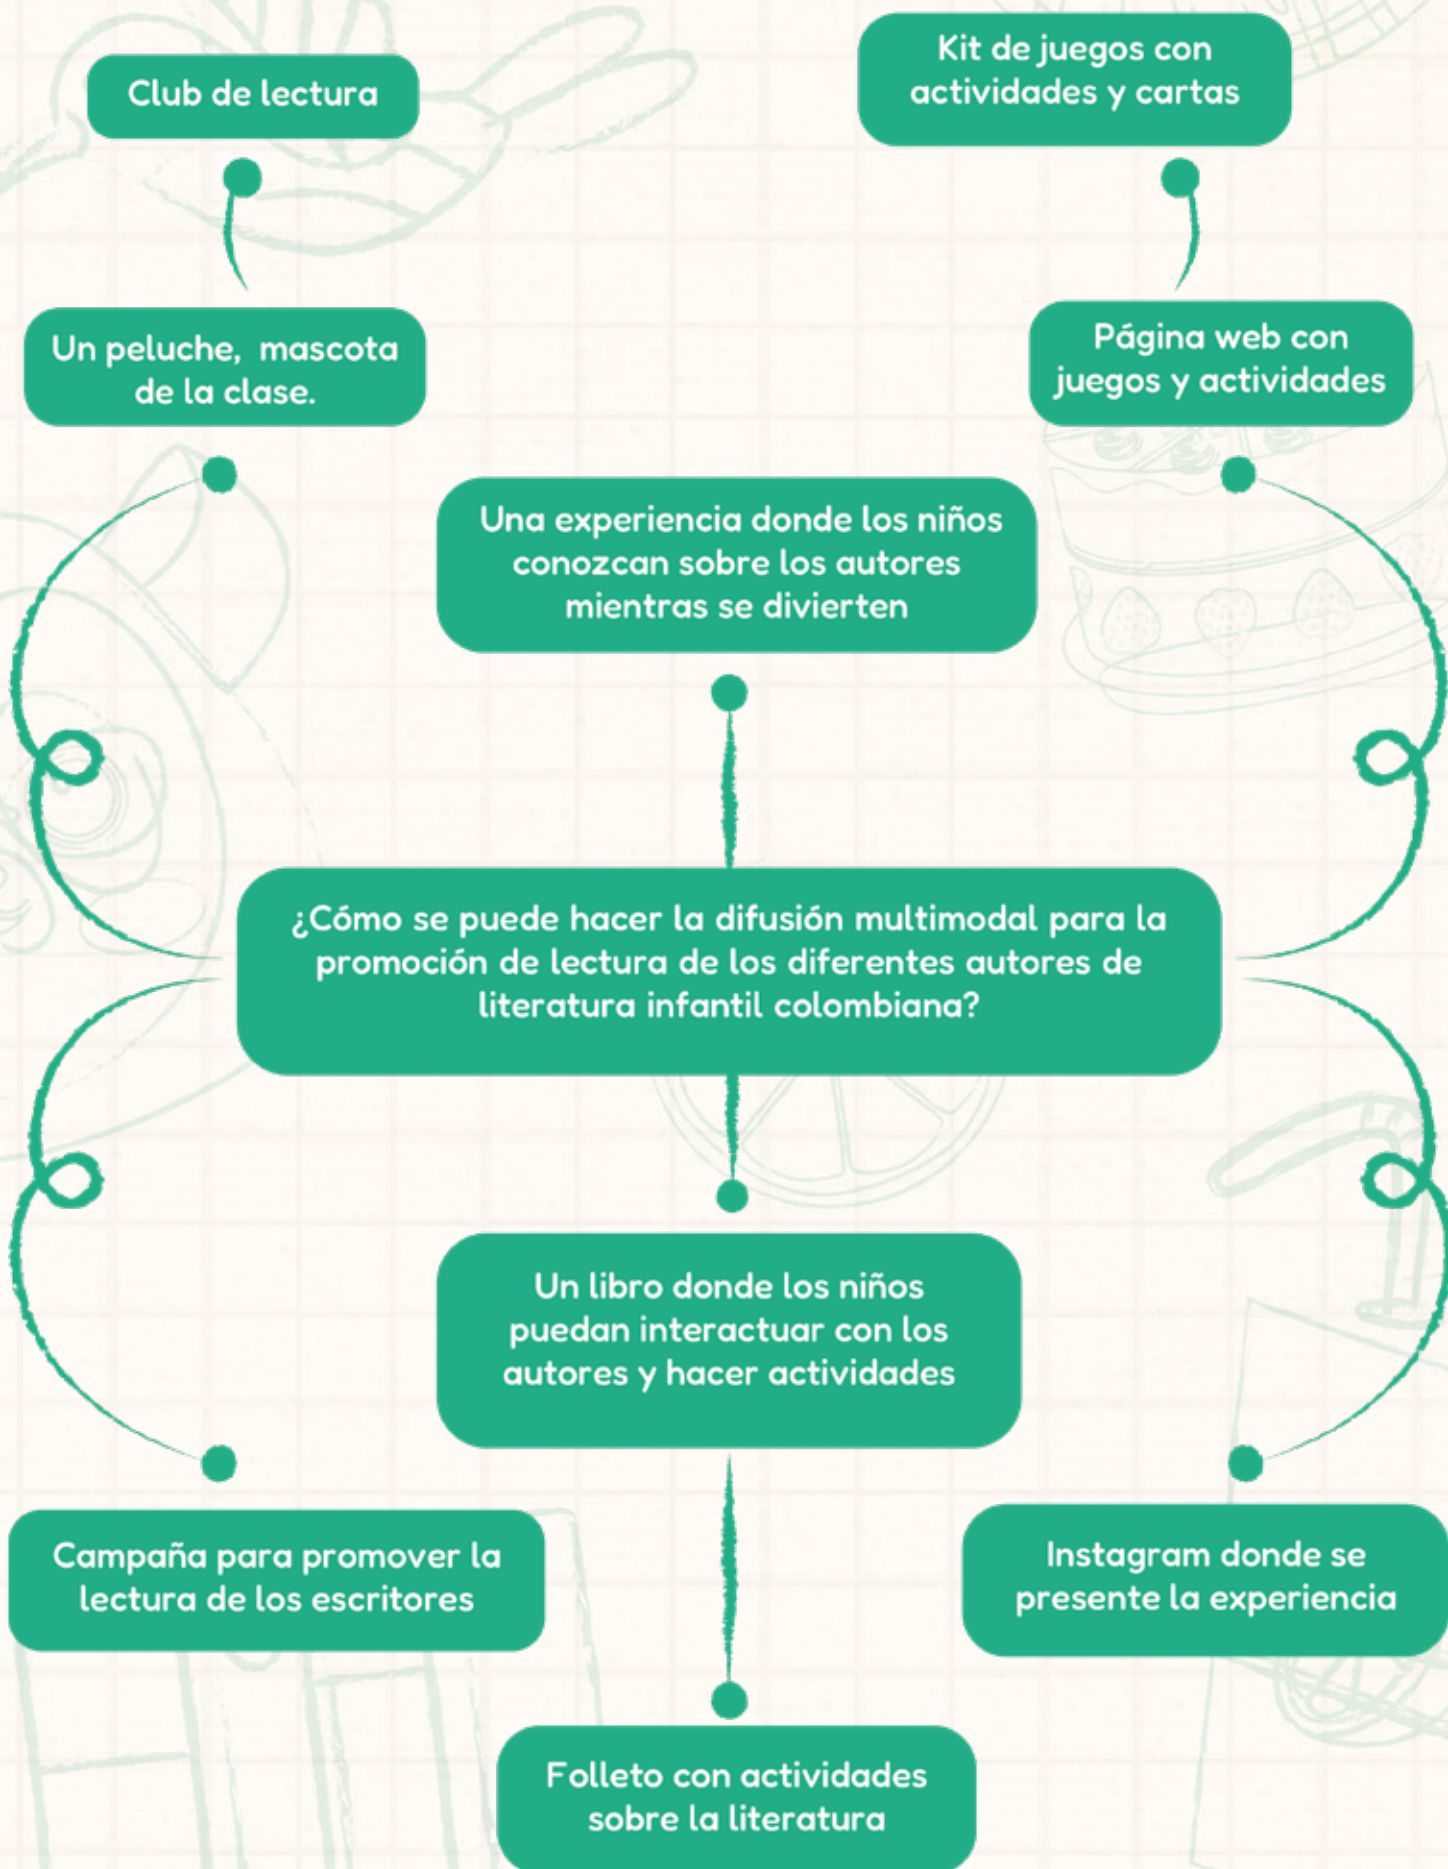 Club de lectura
Kit de juegos con
actividades y cartas
Un peluche, mascota
de la clase.
Página web con
juegos y actividades
Una experiencia donde los niños
conozcan sobre los autores
mientras se divierten
¿Cómo se puede hacer la difusión multimodal para la
promoción de lectura de los diferentes autores de
literatura infantil colombiana?
Un libro donde los niños
puedan interactuar con los
autores y hacer actividades
Campaña para promover la
lectura de los escritores
Instagram donde se
presente la experiencia
Folleto con actividades
sobre la literatura